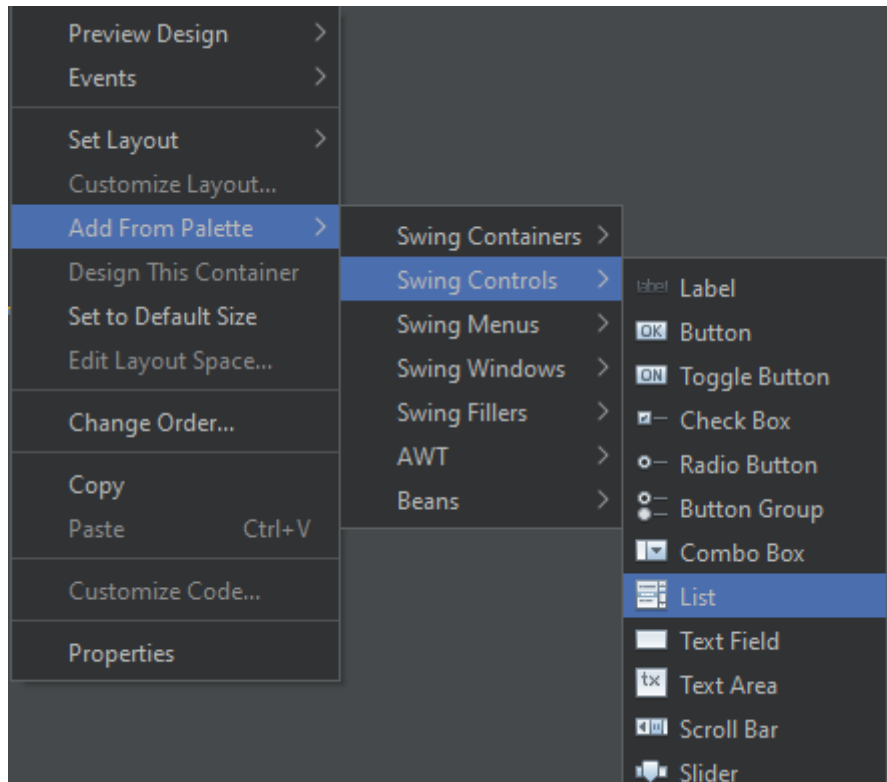 Preview Design
Events
Set Layout
Customize Layout...
Add From Palette
Design This Container
Set to Default Size
Edit Layout Space...
Change Order...
Copy
Paste Ctrl+V
Customize Code...
Properties
Swing Containers
Swing Controls
Swing Menus
Swing Windows
Swing Fillers
AWT
Beans
label Label
OK Button
ON Toggle Button
Check Box
Radio Button
Button Group
Combo Box
List
Text Field
tx Text Area
Scroll Bar
Slider